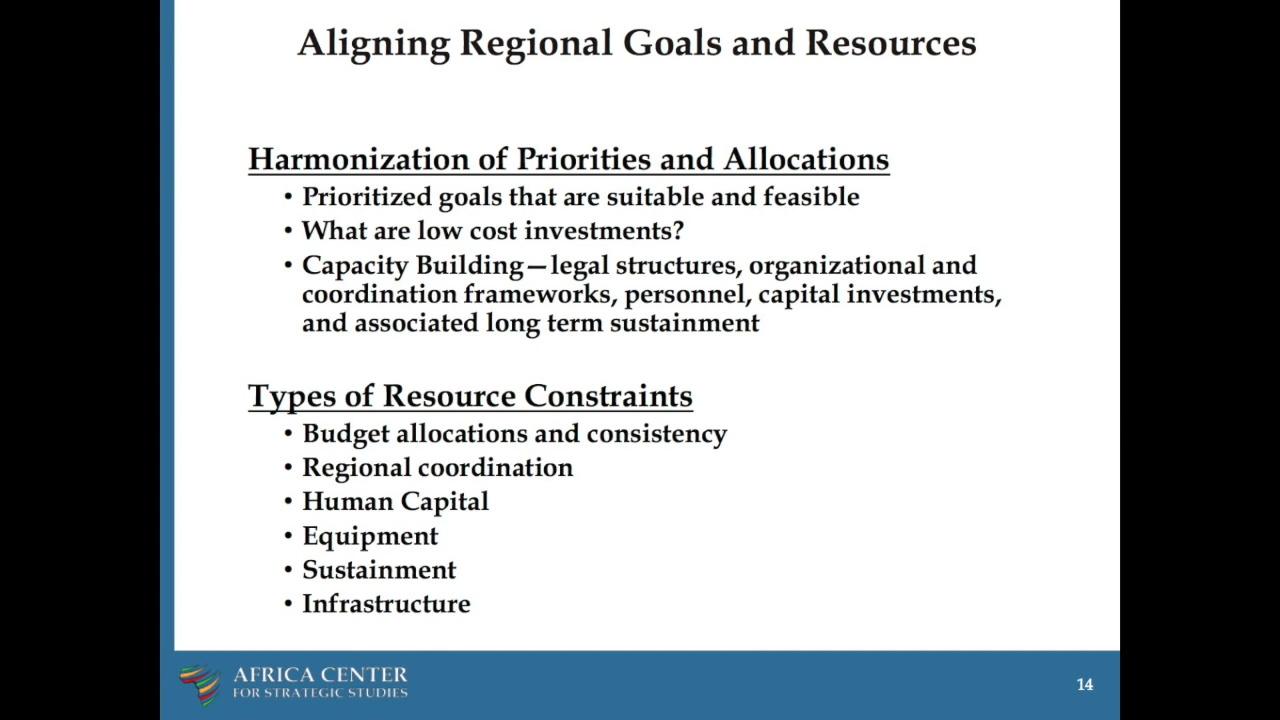 Aligning Regional Goals and Resources
Harmonization of Priorities and Allocations
• Prioritized goals that are suitable and feasible
• What are low cost investments?
• Capacity Building—legal structures, organizational and
coordination frameworks, personnel, capital investments,
and associated long term sustainment
Types of Resource Constraints
• Budget allocations and consistency
• Regional coordination
• Human Capital
• Equipment
• Sustainment
• Infrastructure
AFRICA CENTER
FOR STRATEGIC STUDIES
14